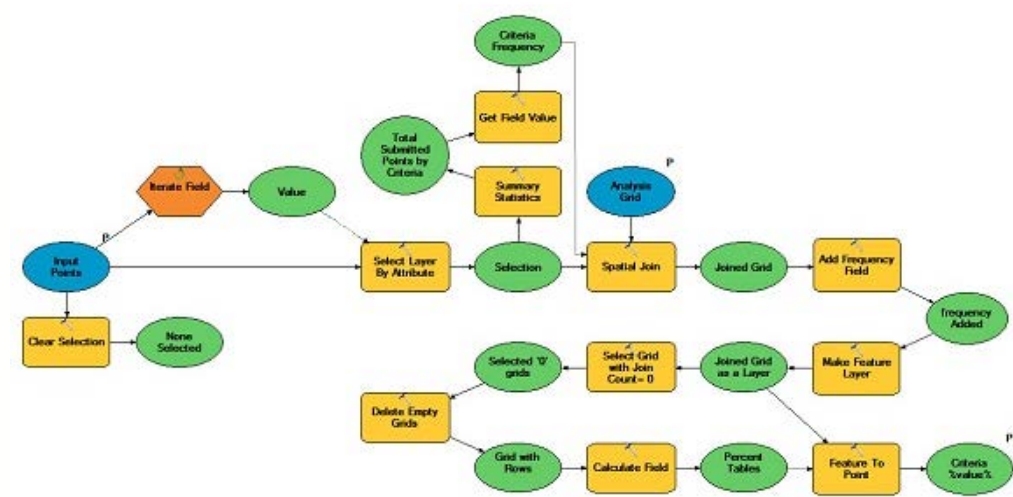 Criteria
Frequency
Get Field Value
Total
Submitted
Points by
Criteria
P
Iterate Field
Value
Summary
Statistics
Analysis
Grid
P
Input
Points
Select Layer
By Attribute
Selection
Spatial Join
Joined Grid
Add Frequency
Field
Clear Selection
None
Selected
frequency
Added
Selected '0'
grids
Select Grid
with Join
Count= 0
Joined Grid
as a Layer
Make Feature
Layer
Delete Empty
Grids
Grid with
Rows
Calculate Field
Percent
Tables
Feature To
Point
Criteria
%value%
P